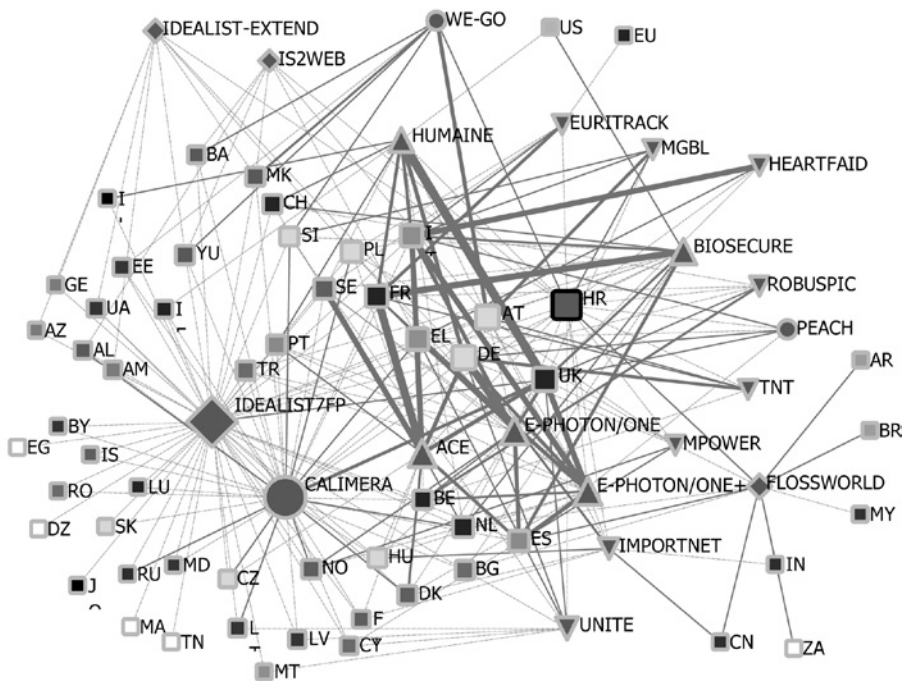 IDEALIST-EXTEND
WE-GO
US
EU
IS2WEB
EURITRACK
HUMAINE
MGBL
BA
HEARTFAID
MK
I
CH
SI
I
PL
BIOSECURE
EE
YU
GE
SE
FR
HR
ROBUSPIC
UA
I
AT
AZ
PT
EL
PEACH
AL
DE
AM
TR
UK
AR
TNT
IDEALIST7FP
BY
E-PHOTON/ONE
BR
EG
MPOWER
IS
ACE
CALIMERA
FLOSSWORLD
RO
LU
BE
E-PHOTON/ONE+
MY
DZ
SK
NL
ES
IMPORTNET
HU
RU
MD
CZ
NO
BG
IN
J
DK
MA
F
UNITE
TN
L
LV
CY
CN
ZA
MT